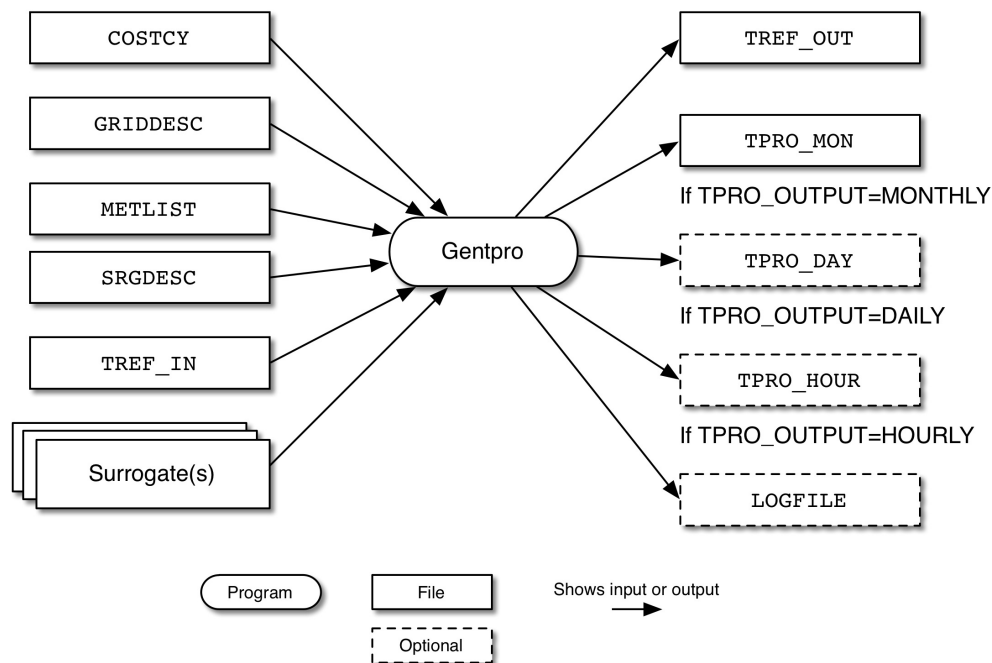 COSTCY
GRIDDESC
METLIST
SRGDESC
TREF_IN
Surrogate(s)
Gentpro
TREF_OUT
TPRO_MON
If TPRO_OUTPUT=MONTHLY
TPRO_DAY
If TPRO_OUTPUT=DAILY
TPRO_HOUR
If TPRO_OUTPUT=HOURLY
LOGFILE
Program
File
Shows input or output
Optional